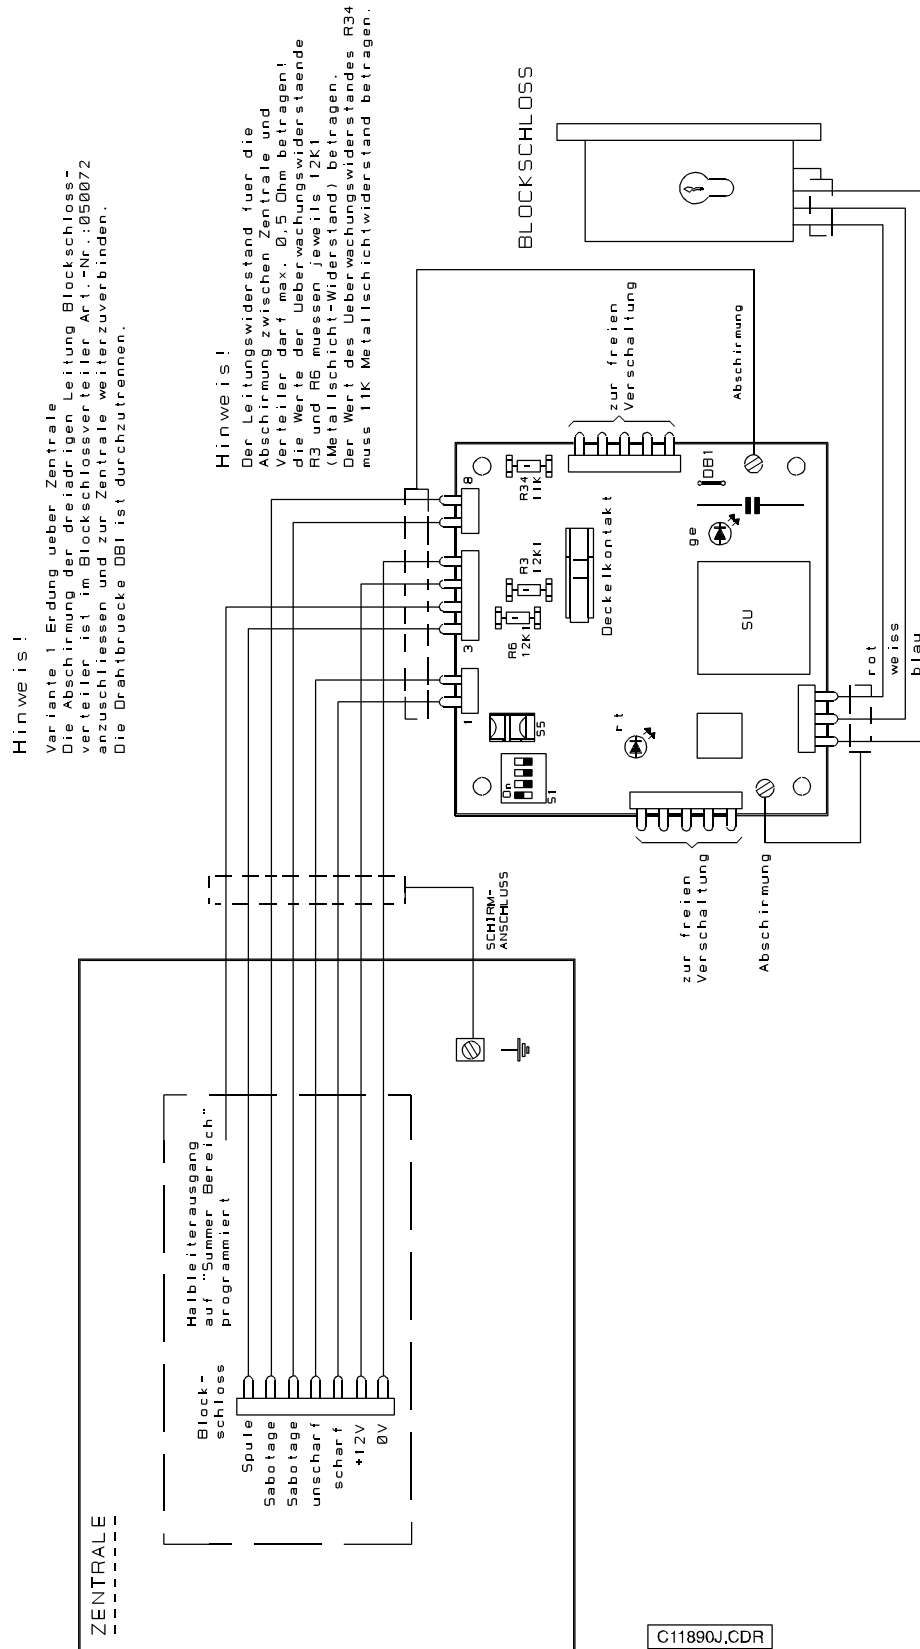 Hinweis!
Variante 1 Erdung ueber Zentrale
Die Abschirmung der dreiadrigen Leitung Blockschloss-
verteiler ist im Blockschlossverteiler Art.-Nr.:050072
anzuschliessen und zur Zentrale weiterzuverbinden.
Die Drahtbruecke DB1 ist durchzutrennen.
Hinweis!
Der Leitungswiderstand fuer die
Abschirmung zwischen Zentrale und
Verteiler darf max. 0,5 Ohm betragen!
die Werte der Ueberwachungswiderstaende
R3 und R6 muessen jeweils 12K1
(Metallschicht-Widerstand) betragen.
Der Wert des Ueberwachungswiderstandes R34
muss 11K Metallschichtwiderstand betragen.
ZENTRALE
Block-
schloss
Halbleiterausgang
auf "Summer Bereich"
programmiert
Spule
Sabotage
Sabotage
unscharf
scharf
+12V
0V
SCHIRM-
ANSCHLUSS
1
3
8
On
S1
S5
R6
12K1
R3
12K1
R34
11K
Deckelkontakt
rt
ge
DB1
SU
zur freien
Verschaltung
zur freien
Verschaltung
Abschirmung
Abschirmung
BLOCKSCHLOSS
rot
weiss
blau
C11890J.CDR